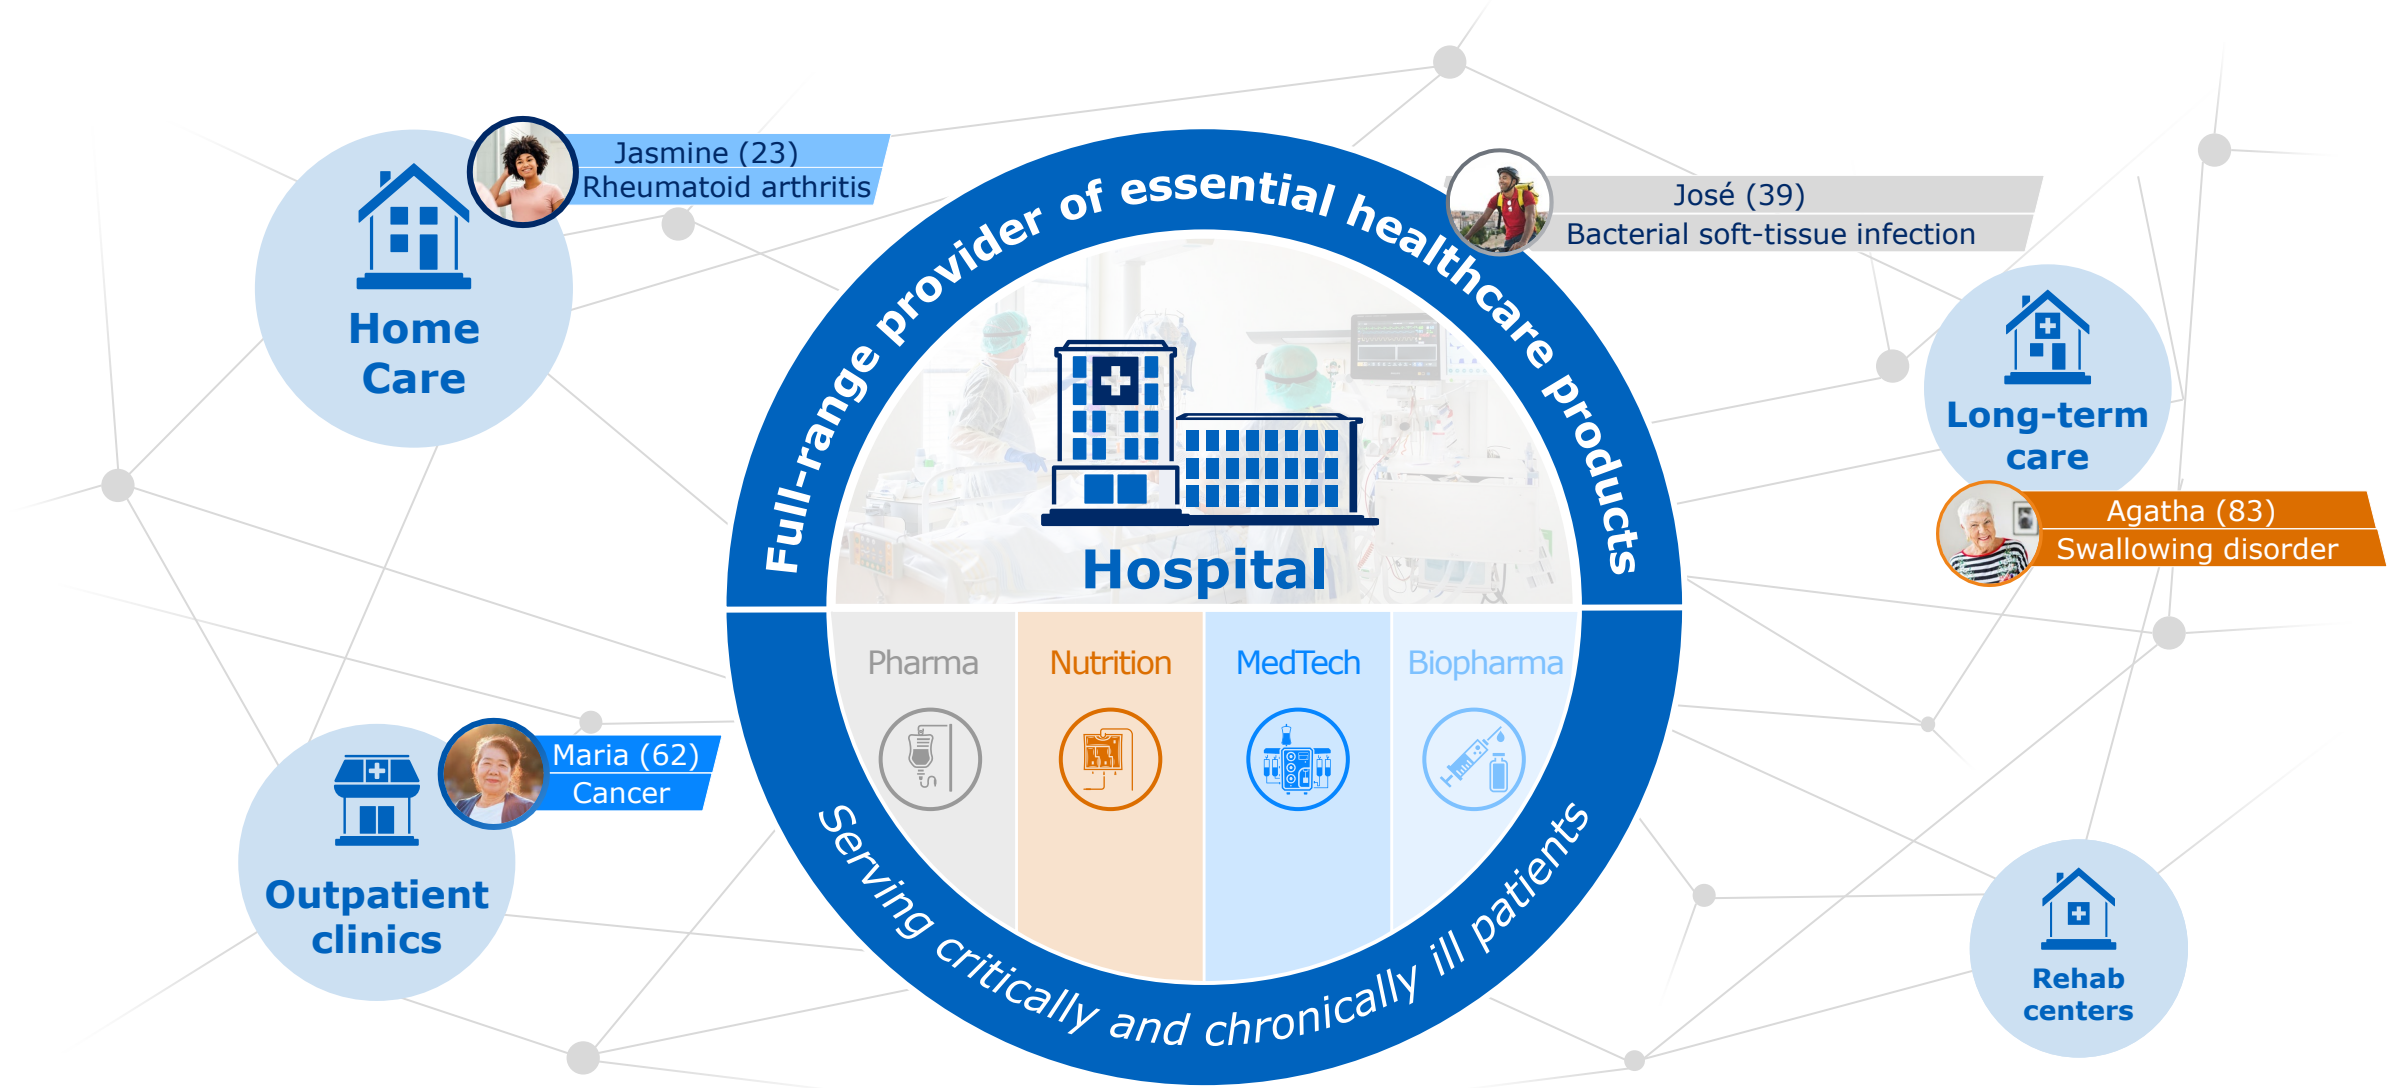 Jasmine (23)
Rheumatoid arthritis
Home
Care
Full-range provider of essential healthcare products
José (39)
Bacterial soft-tissue infection
Hospital
Long-term
care
Agatha (83)
Swallowing disorder
Pharma
Nutrition
MedTech
Biopharma
Maria (62)
Cancer
Outpatient
clinics
Serving critically and chronically ill patients
Rehab
centers